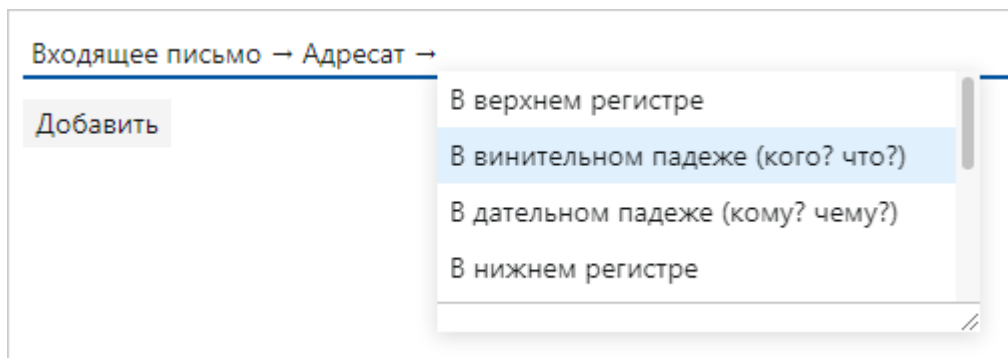 Входящее письмо → Адресат →
Добавить
В верхнем регистре
В винительном падеже (кого? что?)
В дательном падеже (кому? чему?)
В нижнем регистре